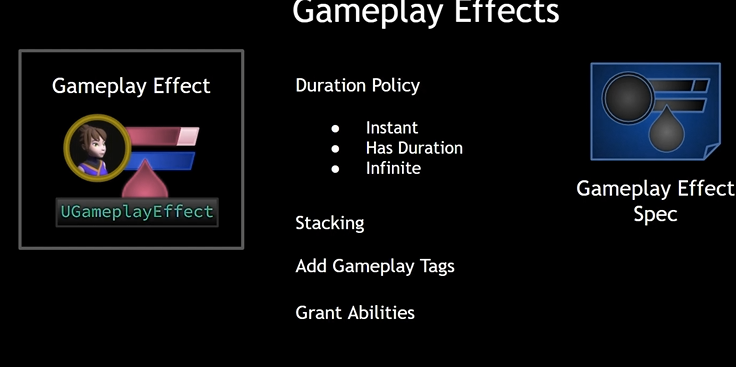 Gameplay Effects
Gameplay Effect
UGameplayEffect
Duration Policy
● Instant
● Has Duration
● Infinite
Stacking
Add Gameplay Tags
Grant Abilities
Gameplay Effect
Spec